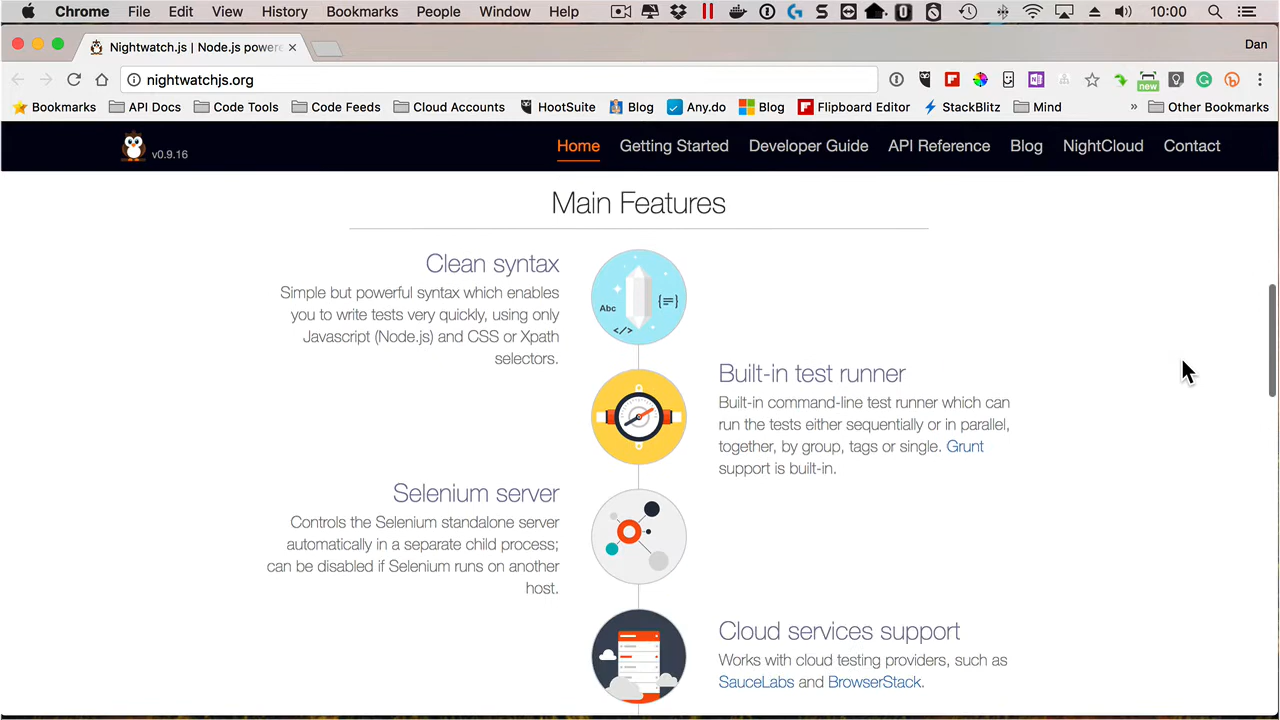 Chrome File Edit View History Bookmarks People Window Help 10:00
Nightwatch.js | Node.js powere Dan
nightwatchjs.org new
Bookmarks API Docs Code Tools Code Feeds Cloud Accounts HootSuite Blog Any.do Blog Flipboard Editor StackBlitz Mind » Other Bookmarks
v0.9.16 Home Getting Started Developer Guide API Reference Blog NightCloud Contact
Main Features
Clean syntax
Simple but powerful syntax which enables
you to write tests very quickly, using only
Javascript (Node.js) and CSS or Xpath
selectors.
Abc {=}
</>
Built-in test runner
Built-in command-line test runner which can
run the tests either sequentially or in parallel,
together, by group, tags or single. Grunt
support is built-in.
Selenium server
Controls the Selenium standalone server
automatically in a separate child process;
can be disabled if Selenium runs on another
host.
Cloud services support
Works with cloud testing providers, such as
SauceLabs and BrowserStack.